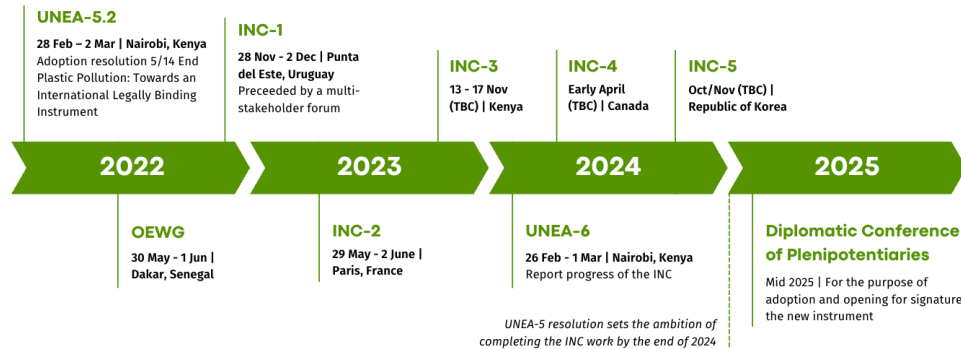 UNEA-5.2
28 Feb – 2 Mar | Nairobi, Kenya
Adoption resolution 5/14 End
Plastic Pollution: Towards an
International Legally Binding
Instrument
INC-1
28 Nov - 2 Dec | Punta
del Este, Uruguay
Preceeded by a multi-
stakeholder forum
INC-3
13 - 17 Nov
(TBC) | Kenya
INC-4
Early April
(TBC) | Canada
INC-5
Oct/Nov (TBC) |
Republic of Korea
2022
2023
2024
2025
OEWG
30 May - 1 Jun |
Dakar, Senegal
INC-2
29 May - 2 June |
Paris, France
UNEA-6
26 Feb - 1 Mar | Nairobi, Kenya
Report progress of the INC
Diplomatic Conference
of Plenipotentiaries
Mid 2025 | For the purpose of
adoption and opening for signature
the new instrument
UNEA-5 resolution sets the ambition of
completing the INC work by the end of 2024